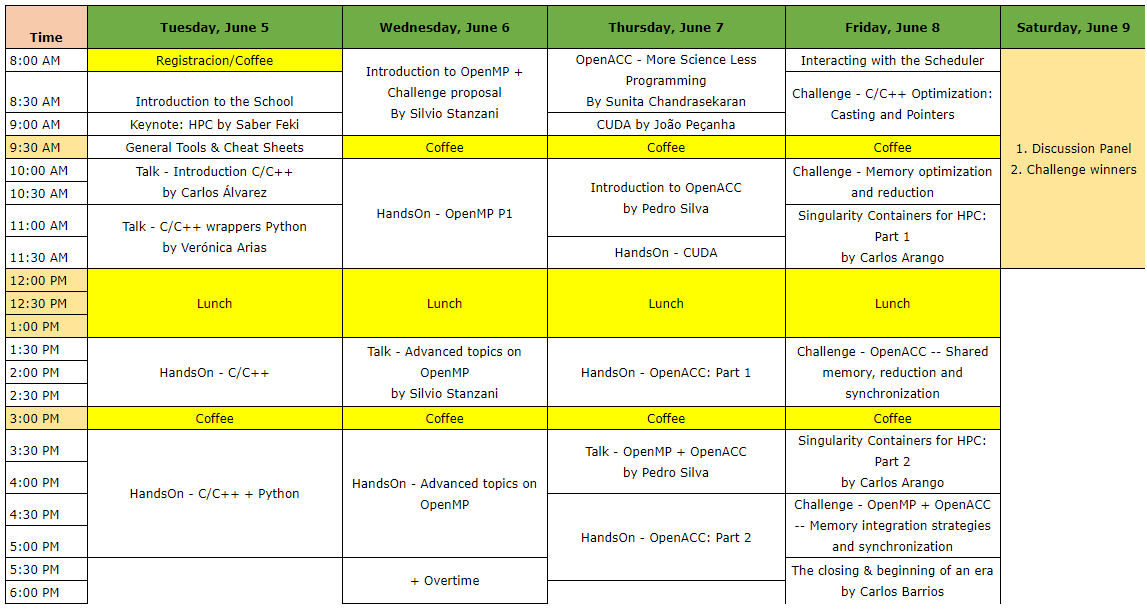 Time
Tuesday, June 5
Wednesday, June 6
Thursday, June 7
Friday, June 8
Saturday, June 9
8:00 AM
Registracion/Coffee
Introduction to OpenMP +
Challenge proposal
By Silvio Stanzani
OpenACC - More Science Less
Programming
By Sunita Chandrasekaran
Interacting with the Scheduler
1. Discussion Panel
2. Challenge winners
8:30 AM
Introduction to the School
Challenge - C/C++ Optimization:
Casting and Pointers
9:00 AM
Keynote: HPC by Saber Feki
CUDA by João Peçanha
9:30 AM
General Tools & Cheat Sheets
Coffee
Coffee
Coffee
10:00 AM
Talk - Introduction C/C++
by Carlos Álvarez
HandsOn - OpenMP P1
Introduction to OpenACC
by Pedro Silva
Challenge - Memory optimization
and reduction
10:30 AM
11:00 AM
Talk - C/C++ wrappers Python
by Verónica Arias
Singularity Containers for HPC:
Part 1
by Carlos Arango
11:30 AM
HandsOn - CUDA
12:00 PM
Lunch
Lunch
Lunch
Lunch
12:30 PM
1:00 PM
1:30 PM
HandsOn - C/C++
Talk - Advanced topics on
OpenMP
by Silvio Stanzani
HandsOn - OpenACC: Part 1
Challenge - OpenACC -- Shared
memory, reduction and
synchronization
2:00 PM
2:30 PM
3:00 PM
Coffee
Coffee
Coffee
Coffee
3:30 PM
HandsOn - C/C++ + Python
HandsOn - Advanced topics on
OpenMP
Talk - OpenMP + OpenACC
by Pedro Silva
Singularity Containers for HPC:
Part 2
by Carlos Arango
4:00 PM
4:30 PM
HandsOn - OpenACC: Part 2
Challenge - OpenMP + OpenACC
-- Memory integration strategies
and synchronization
5:00 PM
5:30 PM
+ Overtime
The closing & beginning of an era
by Carlos Barrios
6:00 PM